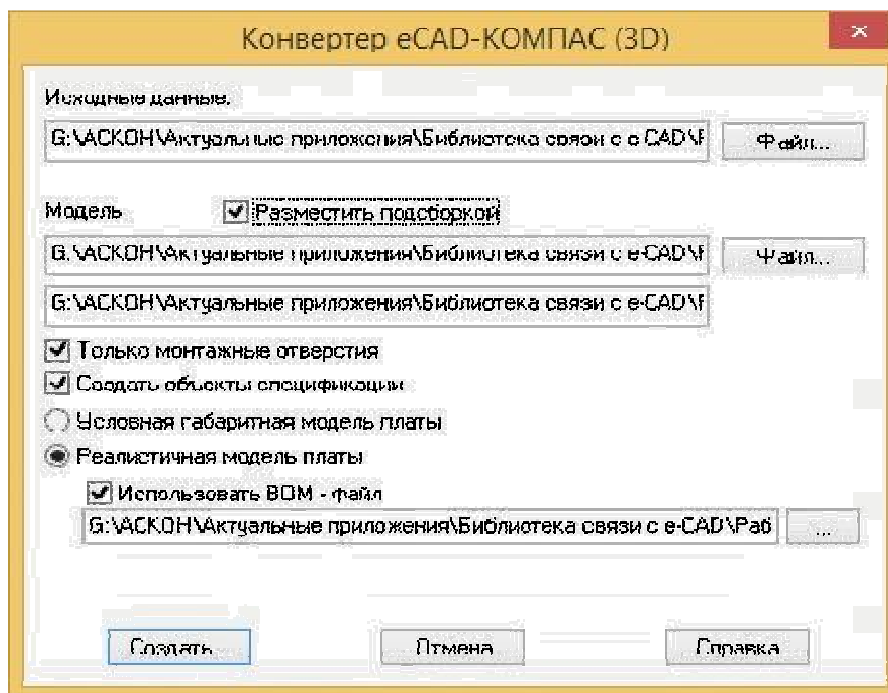 Конвертер eCAD-КОМПАС (3D)
Исходные данные.
G:\АСКОН\Актуальные приложения\Библиотека связи с e-CAD\F
Файл...
Модель Разместить подсборкой
G:\АСКОН\Актуальные приложения\Библиотека связи с e-CAD\F
Файл...
G:\АСКОН\Актуальные приложения\Библиотека связи с e-CAD\F
Только монтажные отверстия
Создать объекты спецификации
Условная габаритная модель платы
Реалистичная модель платы
Использовать BOM - файл
G:\АСКОН\Актуальные приложения\Библиотека связи с e-CAD\Раб
...
Создать Отмена Справка